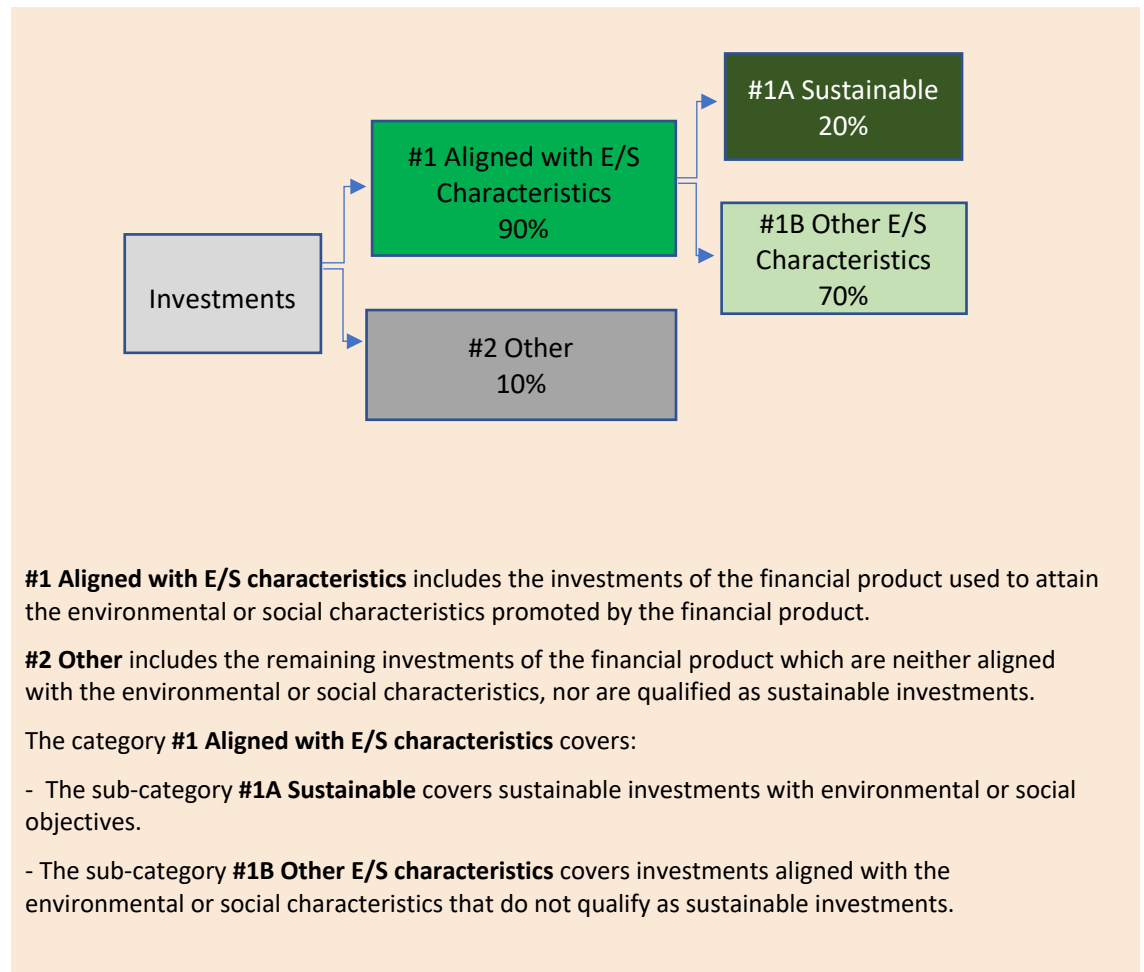 #1A Sustainable
20%
#1 Aligned with E/S
Characteristics
90%
#1B Other E/S
Characteristics
70%
Investments
#2 Other
10%
#1 Aligned with E/S characteristics includes the investments of the financial product used to attain
the environmental or social characteristics promoted by the financial product.
#2 Other includes the remaining investments of the financial product which are neither aligned
with the environmental or social characteristics, nor are qualified as sustainable investments.
The category #1 Aligned with E/S characteristics covers:
- The sub-category #1A Sustainable covers sustainable investments with environmental or social
objectives.
- The sub-category #1B Other E/S characteristics covers investments aligned with the
environmental or social characteristics that do not qualify as sustainable investments.